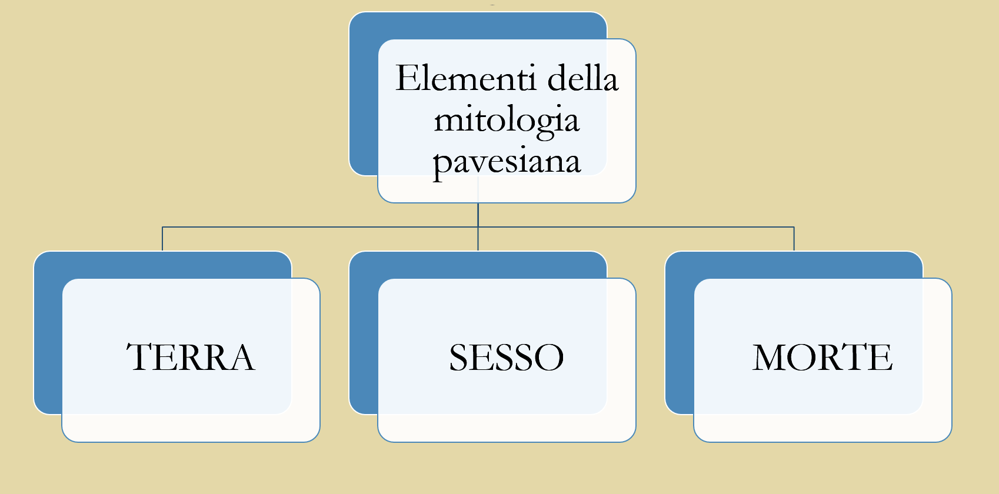 Elementi della
mitologia
pavesiana
TERRA
SESSO
MORTE